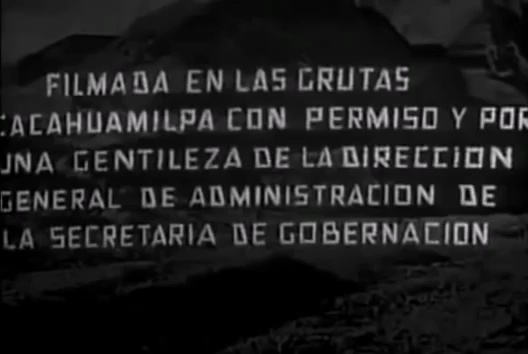 FILMADA EN LAS GRUTAS
CACAHUAMILPA CON PERMISO Y POR
UNA GENTILEZA DE LA DIRECCION
GENERAL DE ADMINISTRACION DE
LA SECRETARIA DE GOBERNACION